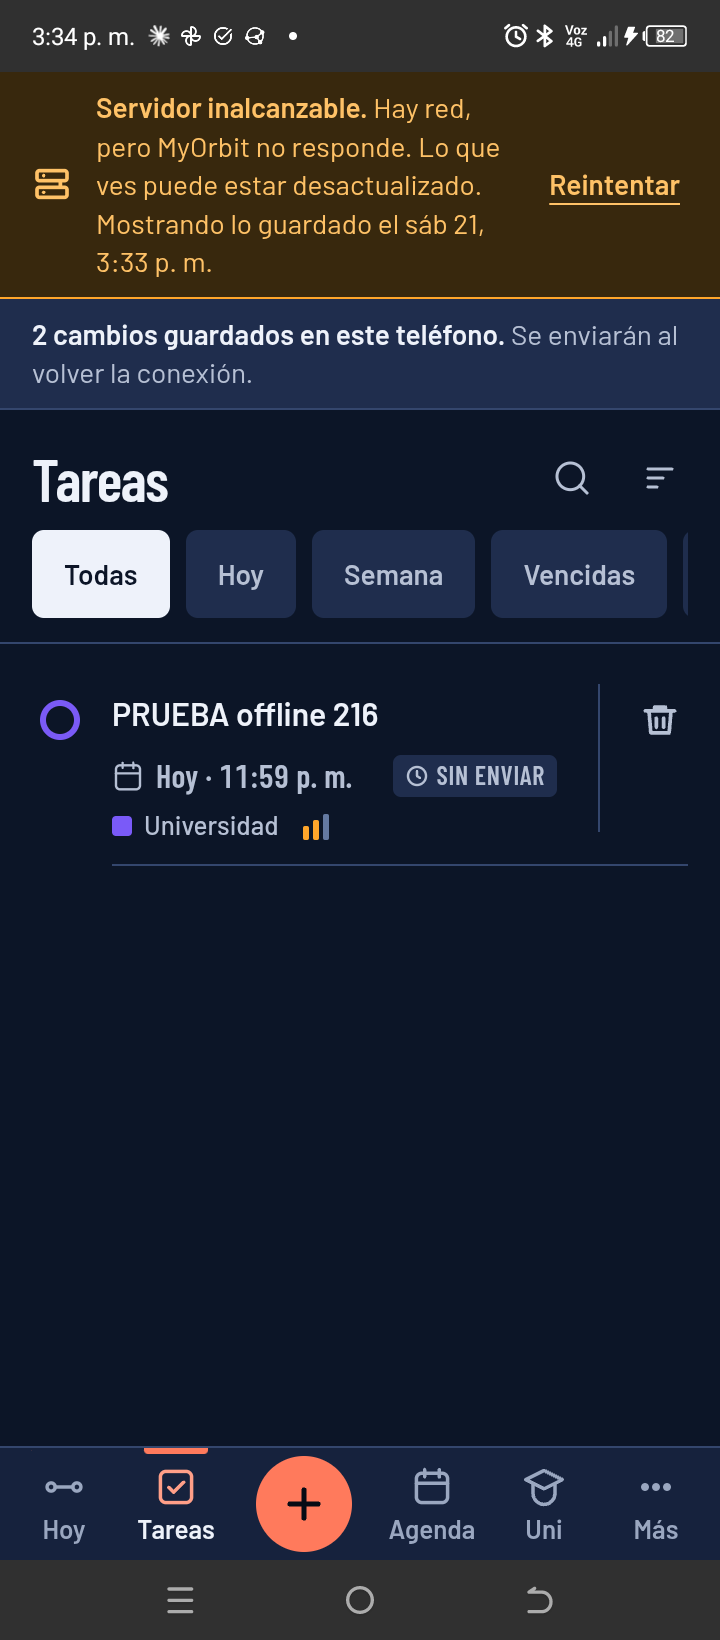 3:34 p. m.
Voz 4G
82
Servidor inalcanzable. Hay red,
pero MyOrbit no responde. Lo que
ves puede estar desactualizado.
Mostrando lo guardado el sáb 21,
3:33 p. m.
Reintentar
2 cambios guardados en este teléfono. Se enviarán al
volver la conexión.
Tareas
Todas
Hoy
Semana
Vencidas
PRUEBA offline 216
Hoy · 11:59 p. m.
SIN ENVIAR
Universidad
Hoy
Tareas
Agenda
Uni
Más